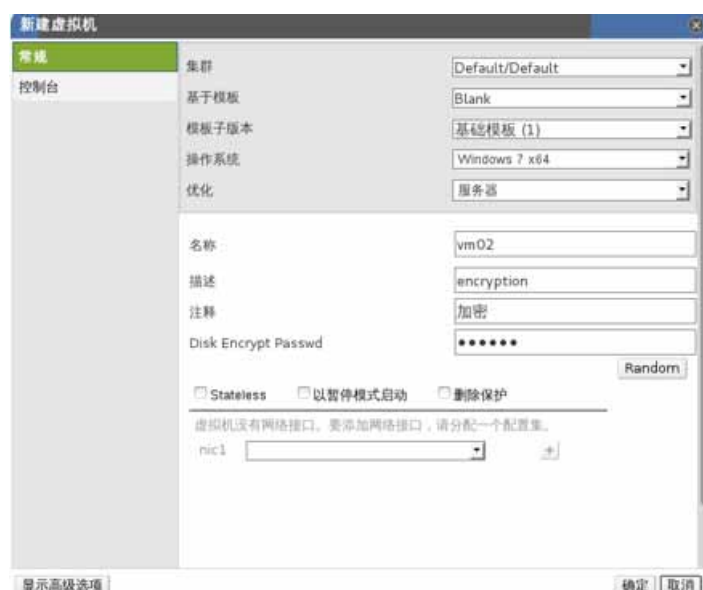 新建虚拟机
常规
控制台
集群 Default/Default
基于模板 Blank
模板子版本 基础模板 (1)
操作系统 Windows 7 x64
优化 服务器
名称 vm02
描述 encryption
注释 加密
Disk Encrypt Passwd ●●●●●●
Random
Stateless 以暂停模式启动 删除保护
虚拟机没有网络接口。要添加网络接口，请分配一个配置集。
nic1 +
显示高级选项 确定 取消